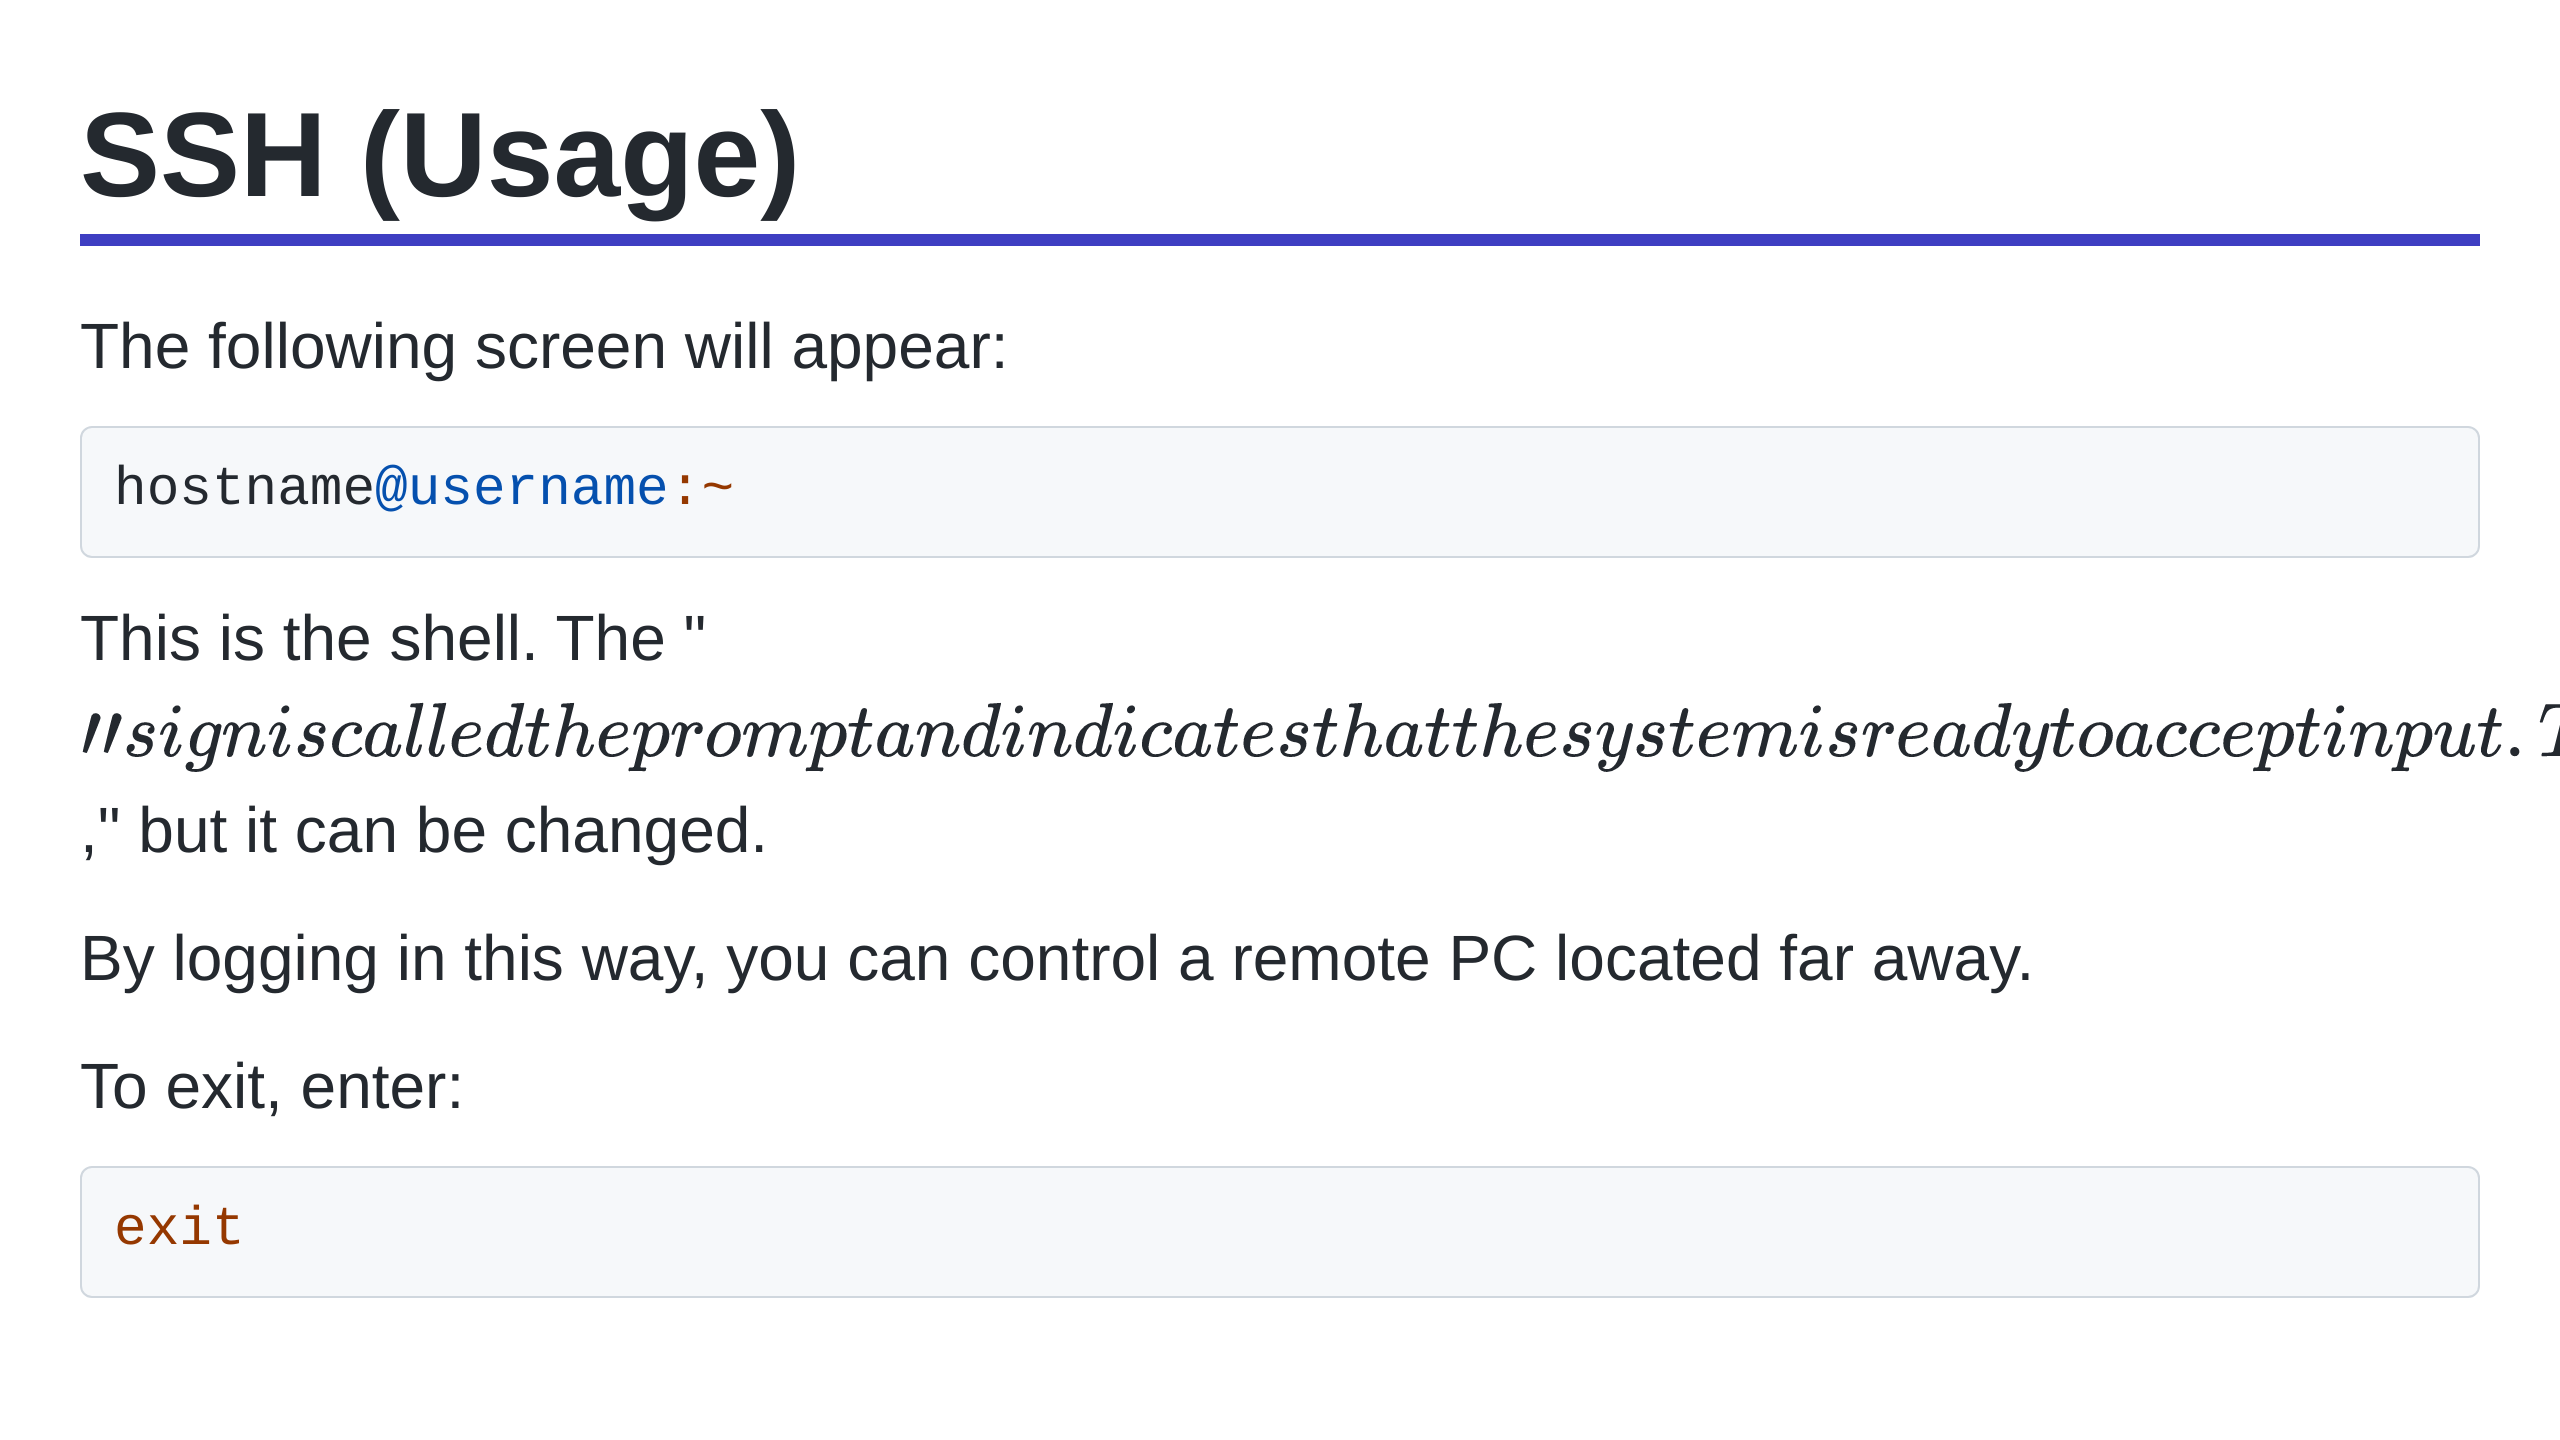 SSH (Usage)
The following screen will appear:
hostname@username:~
This is the shell. The "
″signiscalledthepromptandindicatesthatthesystemisreadytoacceptinput.T
," but it can be changed.
By logging in this way, you can control a remote PC located far away.
To exit, enter:
exit